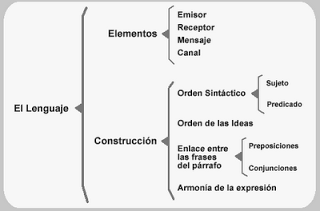 El Lenguaje
Elementos
Emisor
Receptor
Mensaje
Canal
Construcción
Orden Sintáctico
Sujeto
Predicado
Orden de las Ideas
Enlace entre
las frases
del párrafo
Preposiciones
Conjunciones
Armonía de la expresión